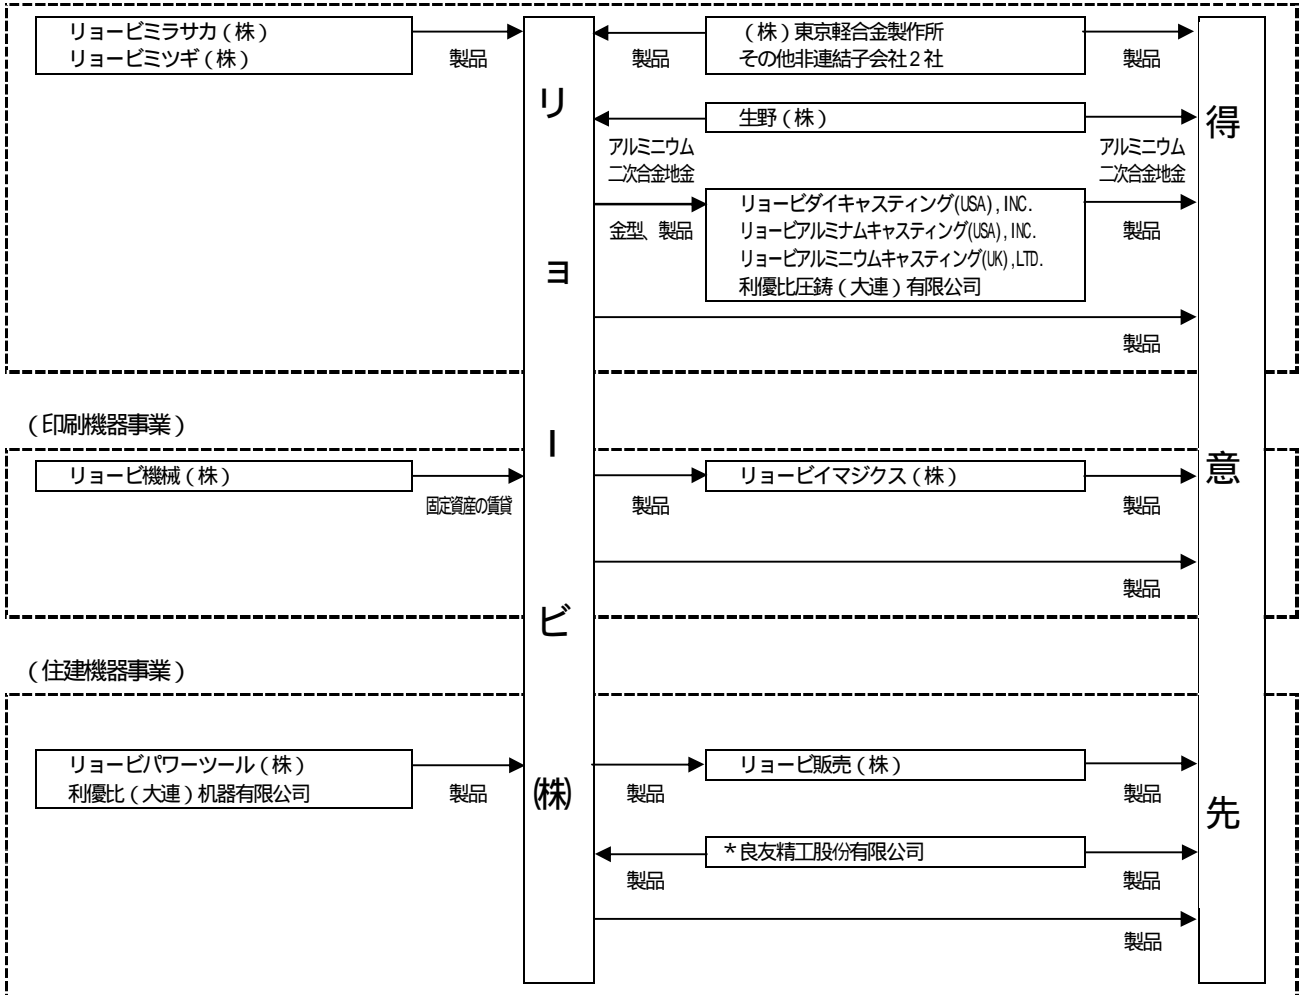 リョービミラサカ（株）
リョービミツギ（株）
製品
リョービ㈱
製品
（株）東京軽合金製作所
その他非連結子会社２社
製品
得意先
生野（株）
アルミニウム
二次合金地金
アルミニウム
二次合金地金
金型、製品
リョービダイキャスティング(USA),INC.
リョービアルミナムキャスティング(USA),INC.
リョービアルミニウムキャスティング(UK),LTD.
利優比圧鋳（大連）有限公司
製品
製品
（印刷機器事業）
リョービ機械（株）
固定資産の賃貸
製品
リョービイマジクス（株）
製品
製品
（住建機器事業）
リョービパワーツール（株）
利優比（大連）机器有限公司
製品
製品
リョービ販売（株）
製品
＊良友精工股份有限公司
製品
製品
製品